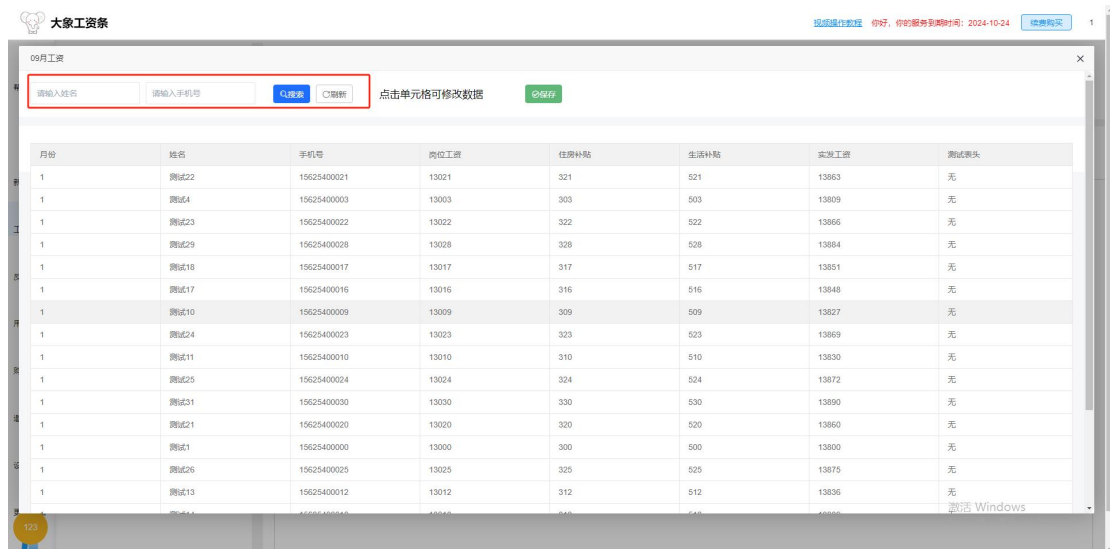 大象工资条
视频操作教程 你好，你的服务到期时间：2024-10-24 续费购买 1
09月工资 ×
请输入姓名 请输入手机号 搜索 刷新 点击单元格可修改数据 保存
月份 姓名 手机号 岗位工资 住房补贴 生活补贴 实发工资 测试表头
1 测试22 15625400021 13021 321 521 13863 无
1 测试4 15625400003 13003 303 503 13809 无
1 测试23 15625400022 13022 322 522 13866 无
1 测试29 15625400028 13028 328 528 13884 无
1 测试18 15625400017 13017 317 517 13851 无
1 测试17 15625400016 13016 316 516 13848 无
1 测试10 15625400009 13009 309 509 13827 无
1 测试24 15625400023 13023 323 523 13869 无
1 测试11 15625400010 13010 310 510 13830 无
1 测试25 15625400024 13024 324 524 13872 无
1 测试31 15625400030 13030 330 530 13890 无
1 测试21 15625400020 13020 320 520 13860 无
1 测试1 15625400000 13000 300 500 13800 无
1 测试26 15625400025 13025 325 525 13875 无
1 测试13 15625400012 13012 312 512 13836 无
激活 Windows
123